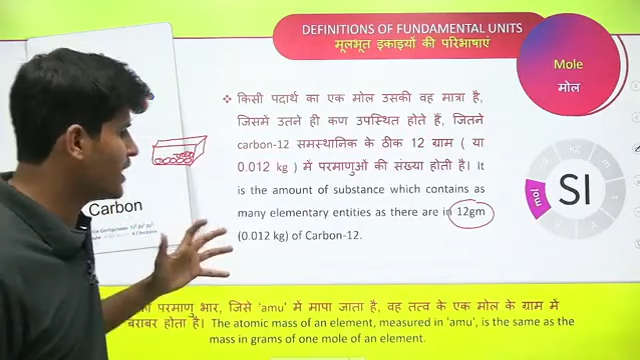 DEFINITIONS OF FUNDAMENTAL UNITS
मूलभूत इकाइयों की परिभाषाएं
Mole
मोल
किसी पदार्थ का एक मोल उसकी वह मात्रा है,
जिसमें उतने ही कण उपस्थित होते हैं, जितने
carbon-12 समस्थानिक के ठीक 12 ग्राम ( या
0.012 kg ) में परमाणुओं की संख्या होती है। It
is the amount of substance which contains as
many elementary entities as there are in 12gm
(0.012 kg) of Carbon-12.
Carbon
kg
m
mol
SI
A
परमाणु भार, जिसे 'amu' में मापा जाता है, वह तत्व के एक मोल के ग्राम में
बराबर होता है। The atomic mass of an element, measured in 'amu', is the same as the
mass in grams of one mole of an element.